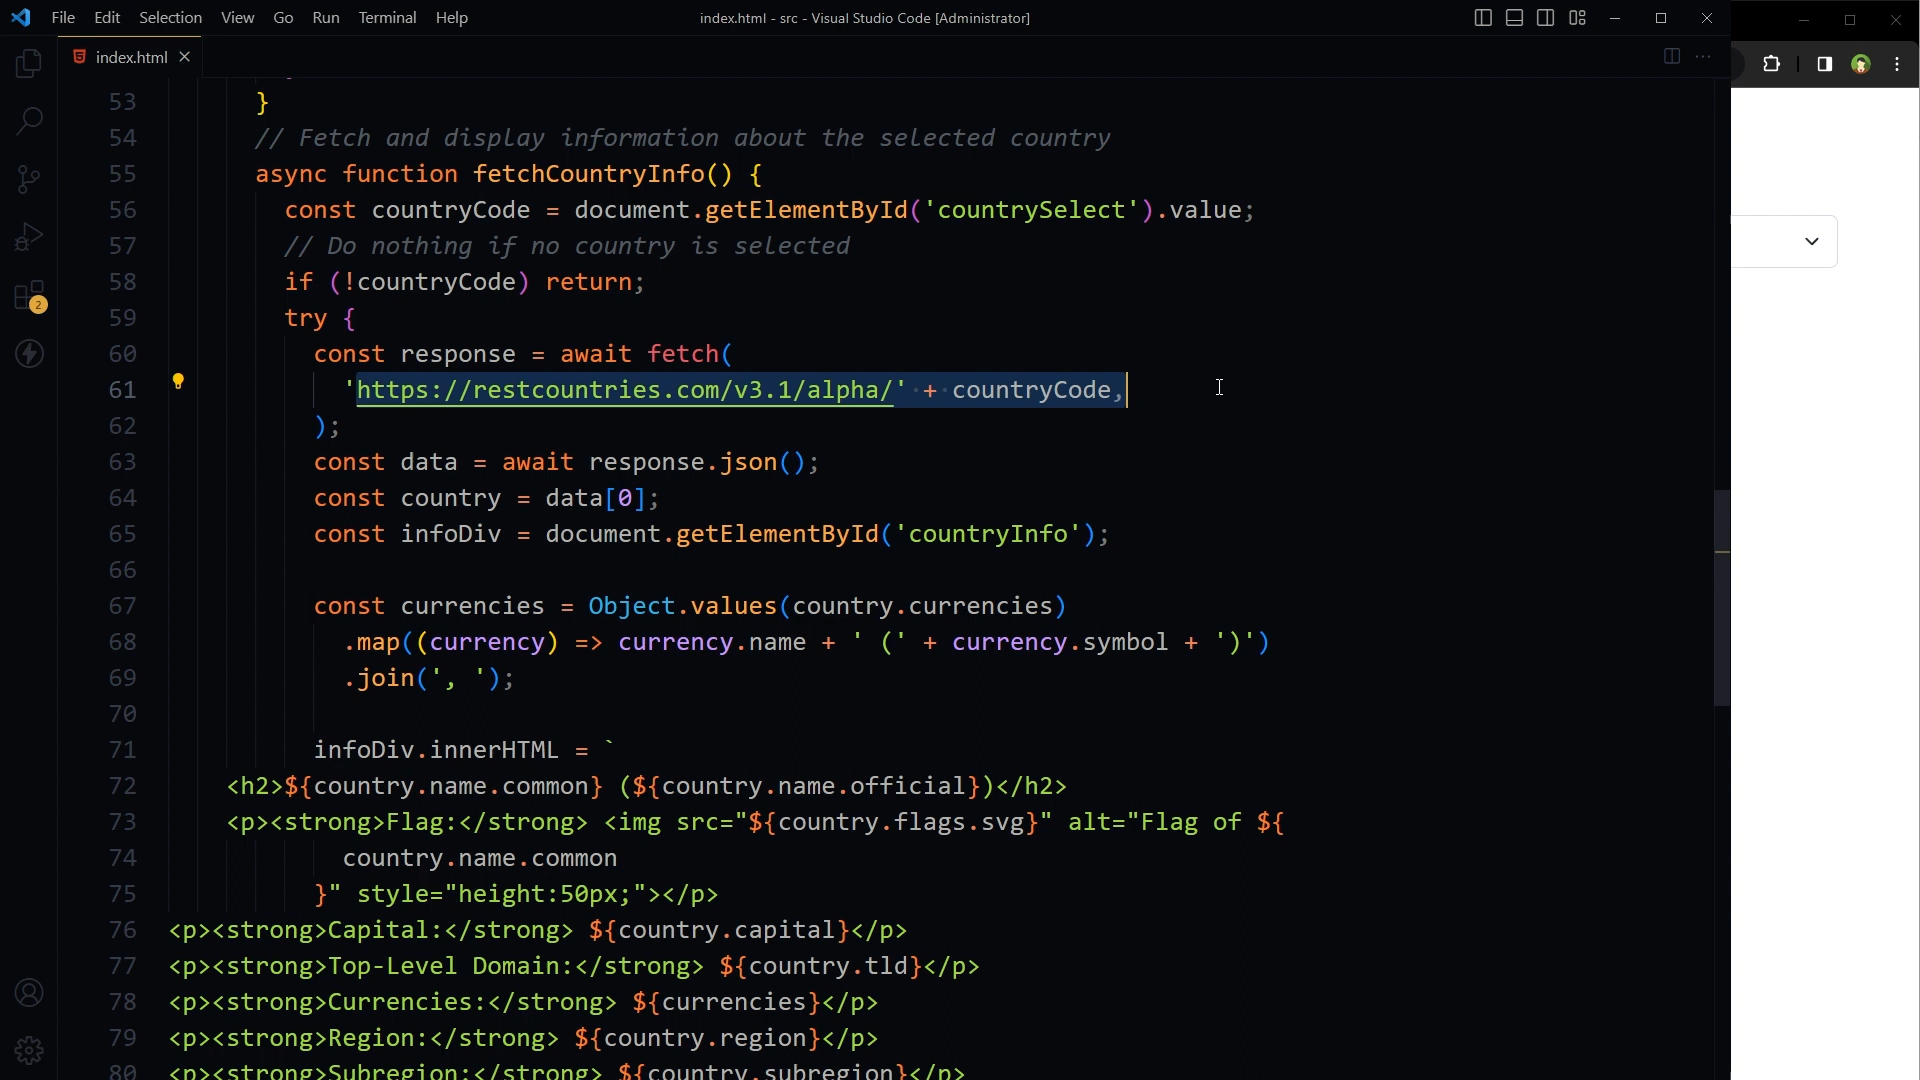 File Edit Selection View Go Run Terminal Help
index.html - src - Visual Studio Code [Administrator]
index.html
53 }
54 // Fetch and display information about the selected country
55 async function fetchCountryInfo() {
56 const countryCode = document.getElementById('countrySelect').value;
57 // Do nothing if no country is selected
58 if (!countryCode) return;
59 try {
60 const response = await fetch(
61 'https://restcountries.com/v3.1/alpha/' + countryCode,
62 );
63 const data = await response.json();
64 const country = data[0];
65 const infoDiv = document.getElementById('countryInfo');
66
67 const currencies = Object.values(country.currencies)
68 .map((currency) => currency.name + ' (' + currency.symbol + ')')
69 .join(', ');
70
71 infoDiv.innerHTML = `
72 <h2>${country.name.common} (${country.name.official})</h2>
73 <p><strong>Flag:</strong> <img src="${country.flags.svg}" alt="Flag of ${
74 country.name.common
75 }" style="height:50px;"></p>
76 <p><strong>Capital:</strong> ${country.capital}</p>
77 <p><strong>Top-Level Domain:</strong> ${country.tld}</p>
78 <p><strong>Currencies:</strong> ${currencies}</p>
79 <p><strong>Region:</strong> ${country.region}</p>
80 <p><strong>Subregion:</strong> ${country.subregion}</p>
2